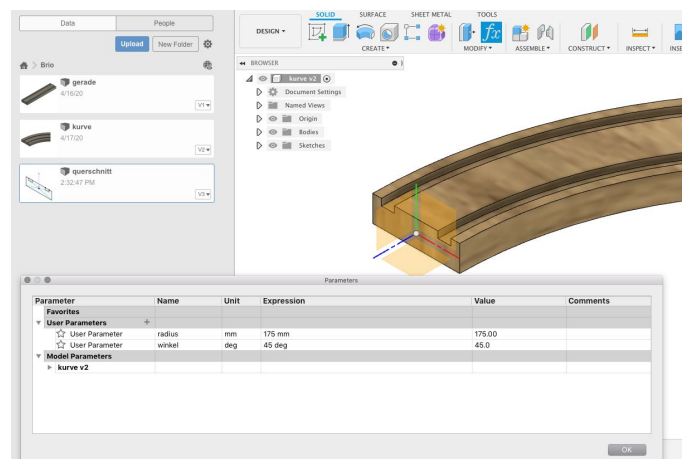 Data People
Upload New Folder
Brio
gerade
4/16/20
V1
kurve
4/17/20
V2
querschnitt
2:32:47 PM
V3
SOLID SURFACE SHEET METAL TOOLS
DESIGN
fx
CREATE MODIFY ASSEMBLE CONSTRUCT INSPECT
BROWSER
kurve v2
Document Settings
Named Views
Origin
Bodies
Sketches
Parameters
Parameter Name Unit Expression Value Comments
Favorites
User Parameters +
User Parameter radius mm 175 mm 175.00
User Parameter winkel deg 45 deg 45.0
Model Parameters
kurve v2
OK